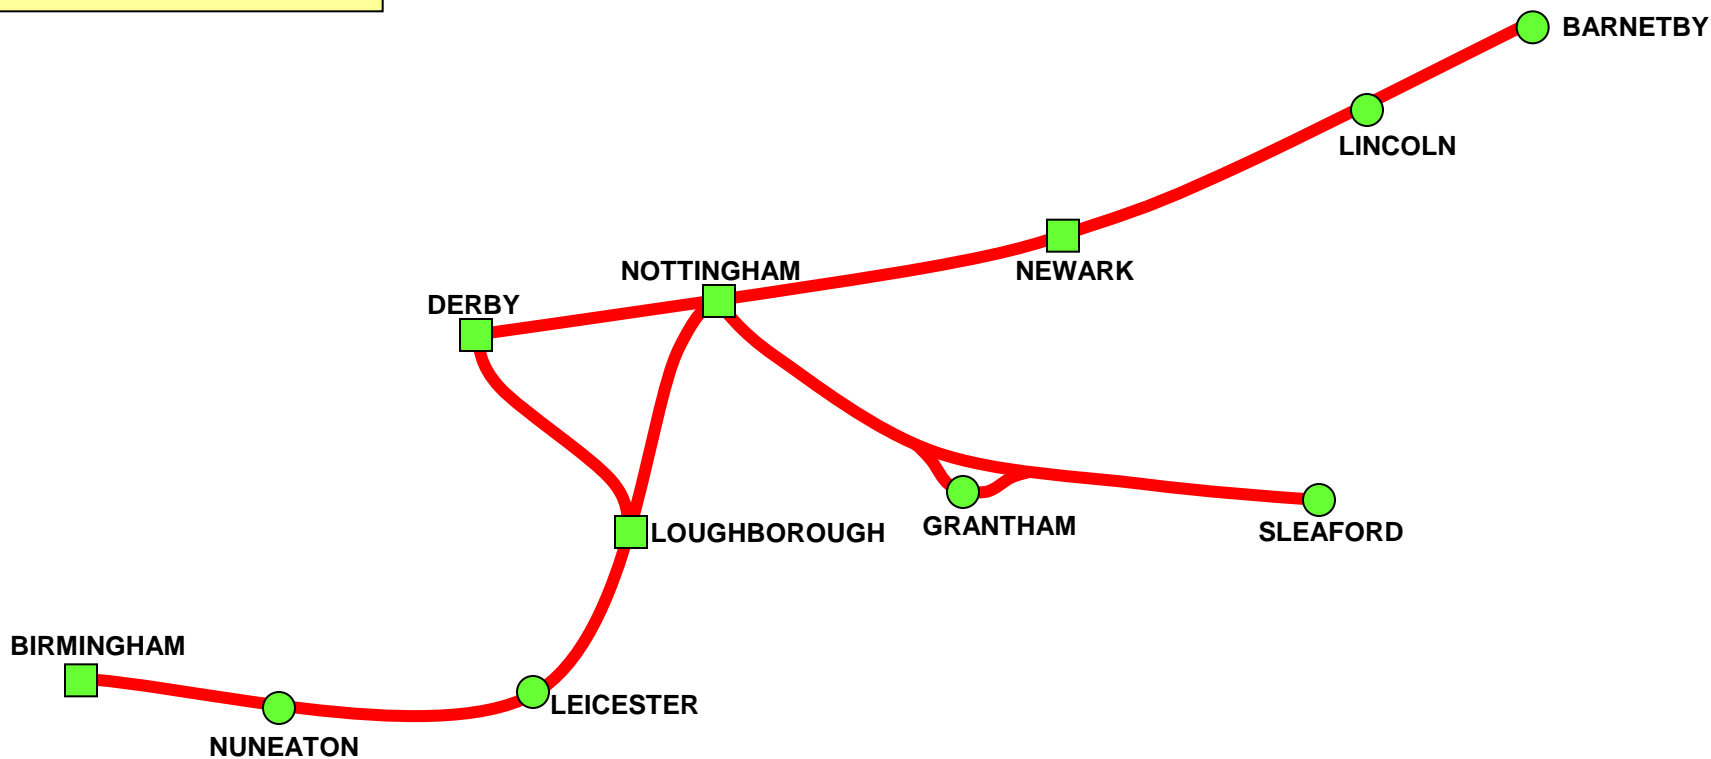 BARNETBY
LINCOLN
NOTTINGHAM
NEWARK
DERBY
LOUGHBOROUGH
GRANTHAM
SLEAFORD
BIRMINGHAM
LEICESTER
NUNEATON